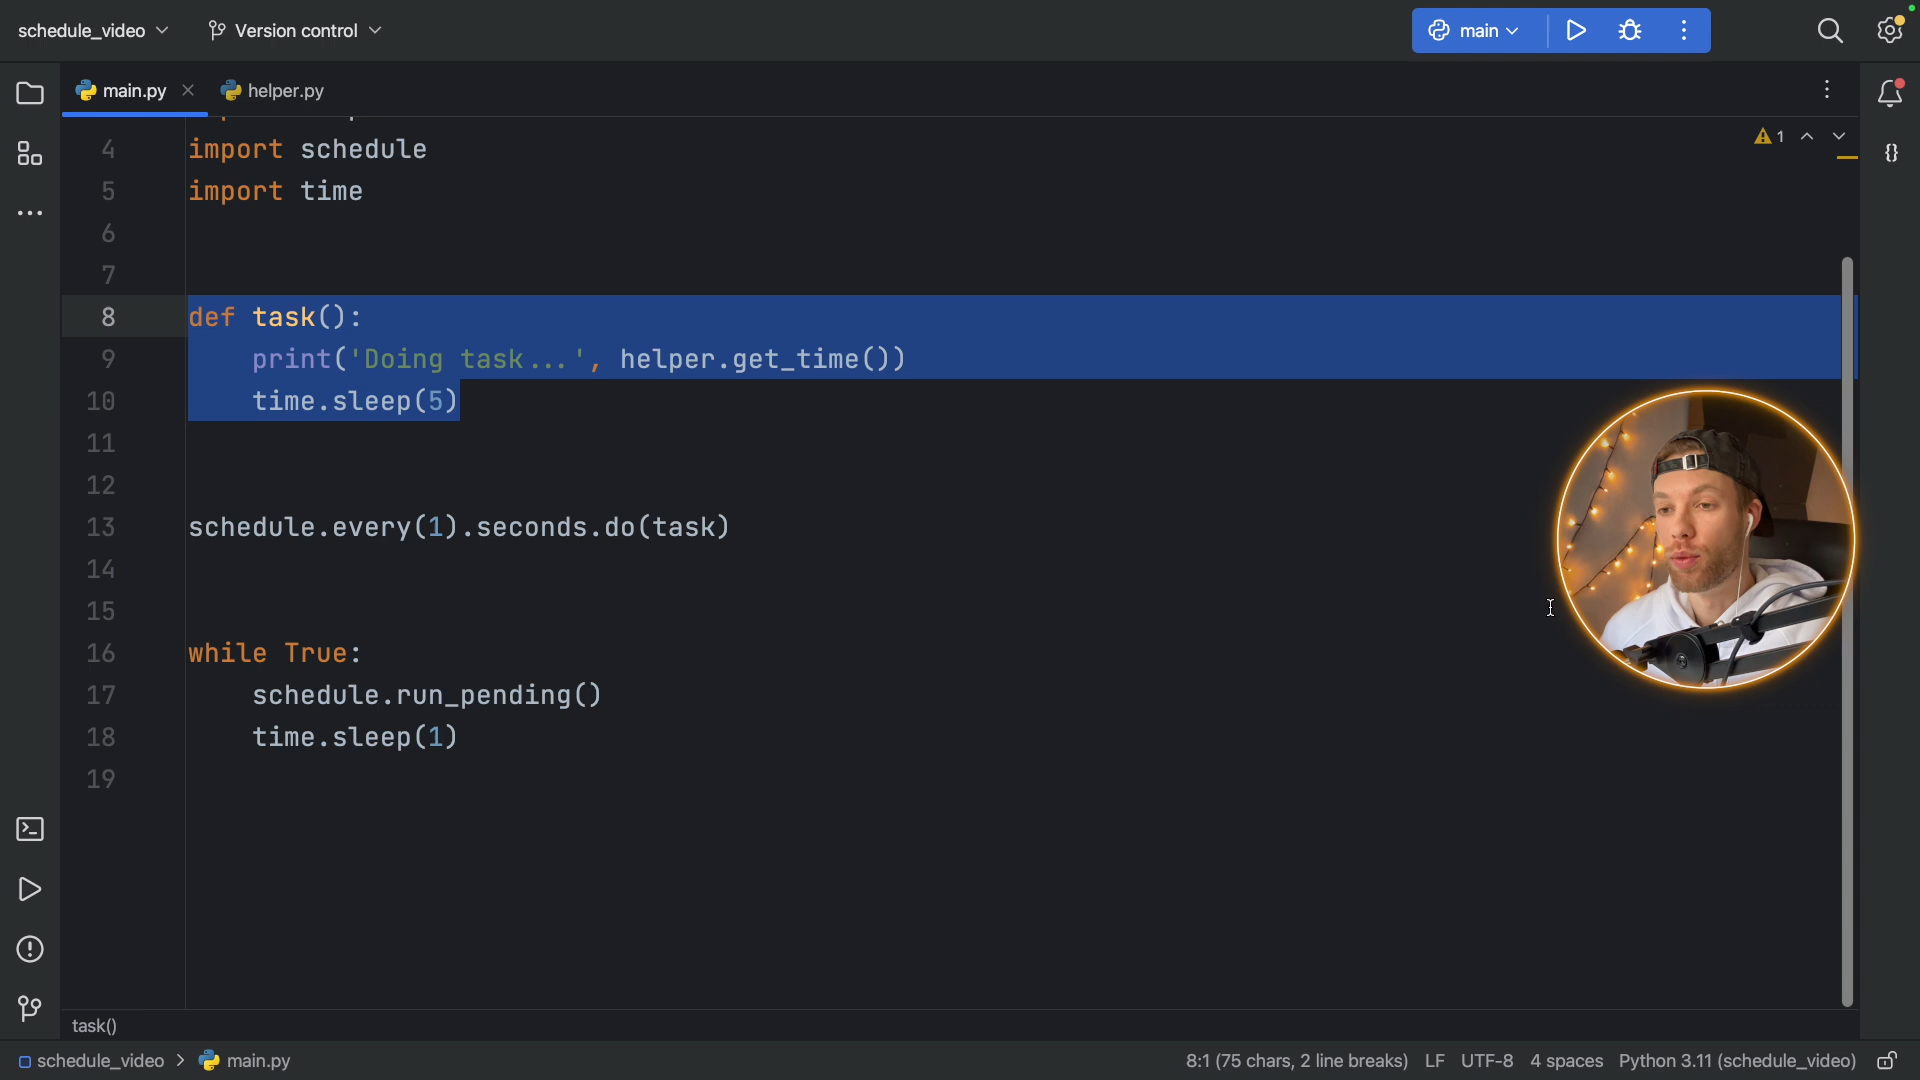 schedule_video
Version control
main
main.py
helper.py
4 import schedule
1
5 import time
6
7
8 def task():
9 print('Doing task...', helper.get_time())
10 time.sleep(5)
11
12
13 schedule.every(1).seconds.do(task)
14
15
16 while True:
17 schedule.run_pending()
18 time.sleep(1)
19
task()
schedule_video > main.py
8:1 (75 chars, 2 line breaks) LF UTF-8 4 spaces Python 3.11 (schedule_video)